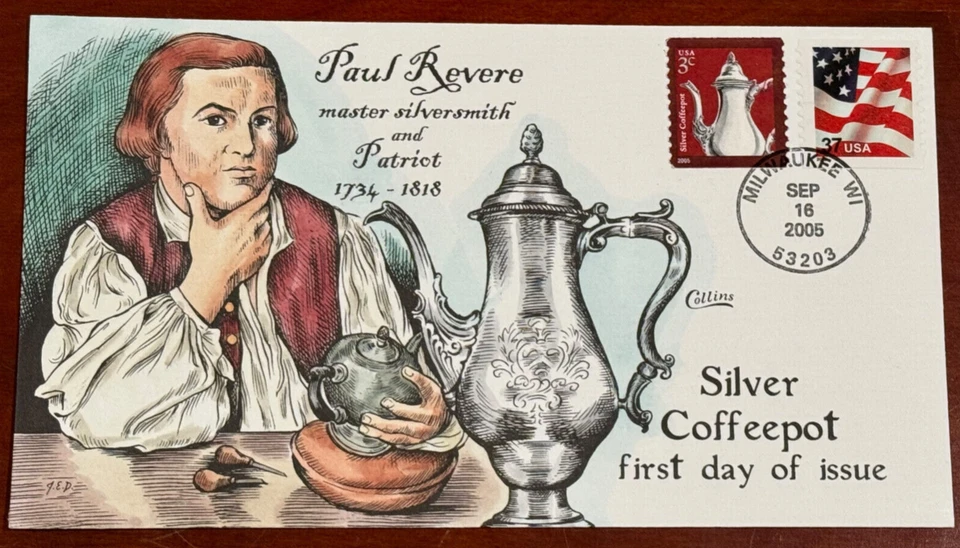 Paul Revere
master silversmith
and
Patriot
1734 - 1818
USA
3c
Silver Coffeepot
2005
37 USA
MILWAUKEE WI
SEP
16
2005
53203
Collins
Silver
Coffeepot
first day of issue
J.E.D.